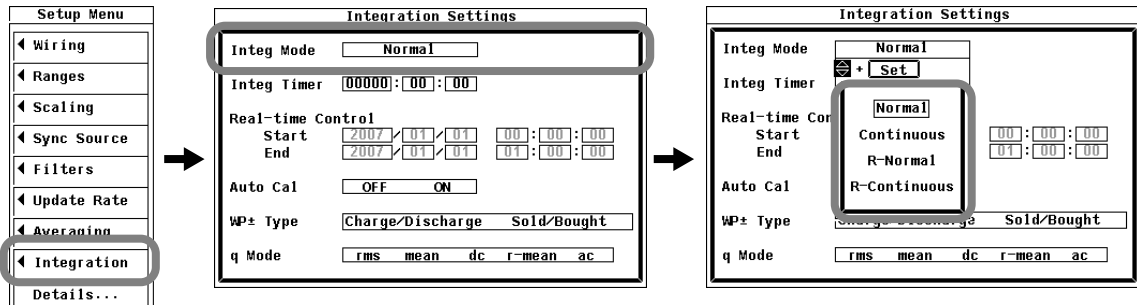 Setup Menu
Wiring
Ranges
Scaling
Sync Source
Filters
Update Rate
Averaging
Integration
Details...
Integration Settings
Integ Mode Normal
Integ Timer 00000: 00 : 00
Real-time Control
Start 2007 / 01 / 01 00 : 00 : 00
End 2007 / 01 / 01 01 : 00 : 00
Auto Cal OFF ON
WP± Type Charge/Discharge Sold/Bought
q Mode rms mean dc r-mean ac
Integration Settings
Integ Mode Normal
+ Set
Integ Timer
Normal
Real-time Cor
Start Continuous 00 : 00 : 00
End R-Normal 01 : 00 : 00
Auto Cal R-Continuous
WP± Type Charge/Discharge Sold/Bought
q Mode rms mean dc r-mean ac